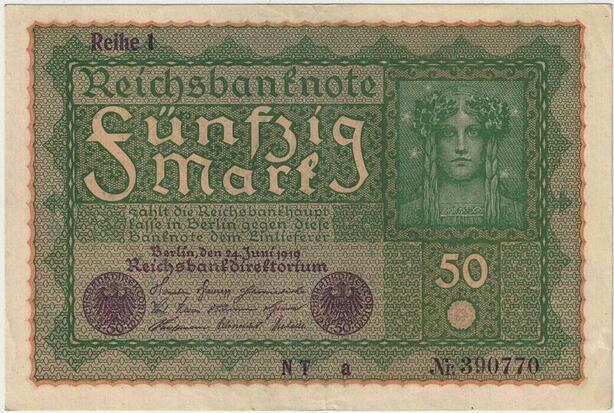 Reihe 1
Reichsbanknote
Fünfzig
Mark
zahlt die Reichsbankhaupt
kasse in Berlin gegen diese
Banknote dem Einlieferer
Berlin, den 24. Juni 1919
Reichsbankdirektorium
50
N T a
Nr. 390770